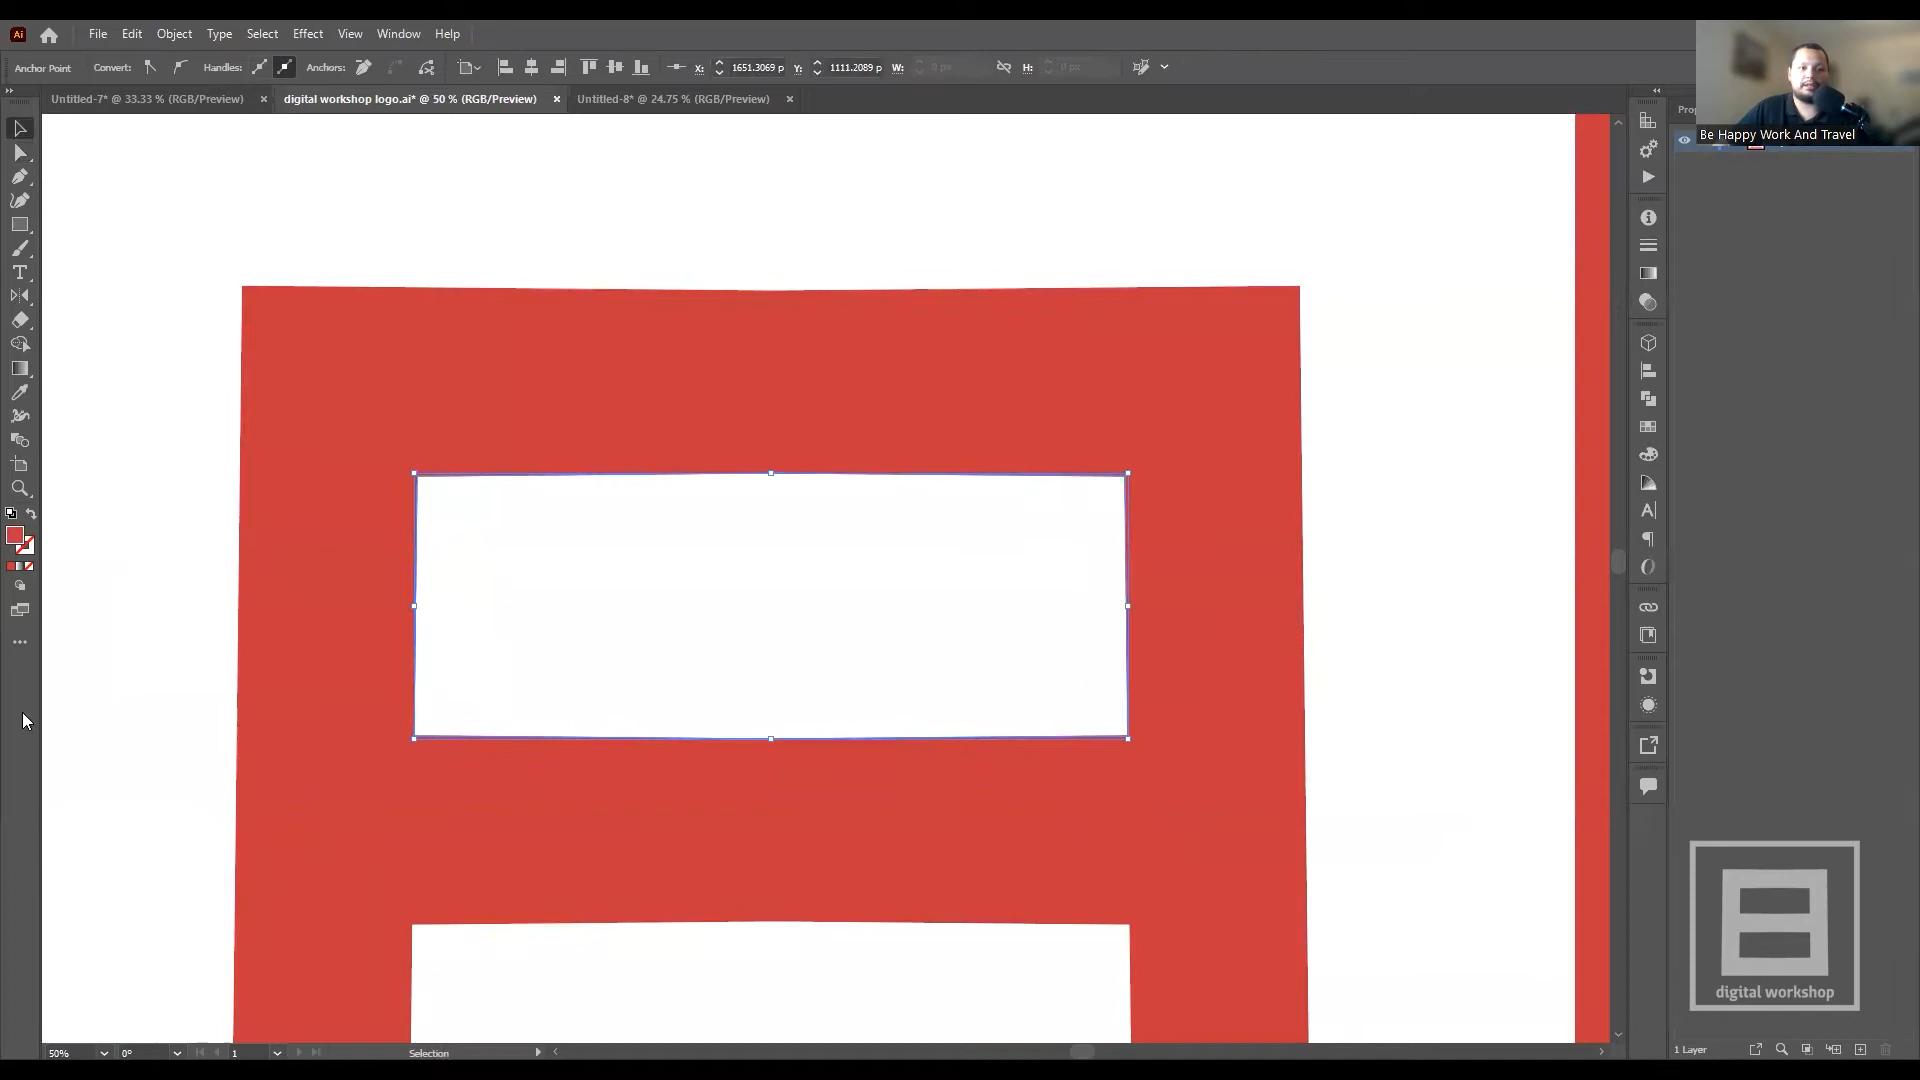 Ai File Edit Object Type Select Effect View Window Help
Anchor Point Convert: Handles: Anchors: X: 1651.3069 p Y: 1111.2089 p W: 0 px H: 0 px
Untitled-7* @ 33.33 % (RGB/Preview) × digital workshop logo.ai* @ 50 % (RGB/Preview) × Untitled-8* @ 24.75 % (RGB/Preview) ×
Be Happy Work And Travel
digital workshop
50% 0° 1 Selection
1 Layer